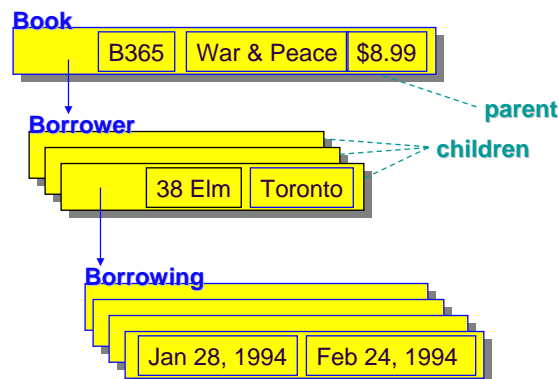 Book
B365 War & Peace $8.99
parent
Borrower
children
38 Elm Toronto
Borrowing
Jan 28, 1994 Feb 24, 1994